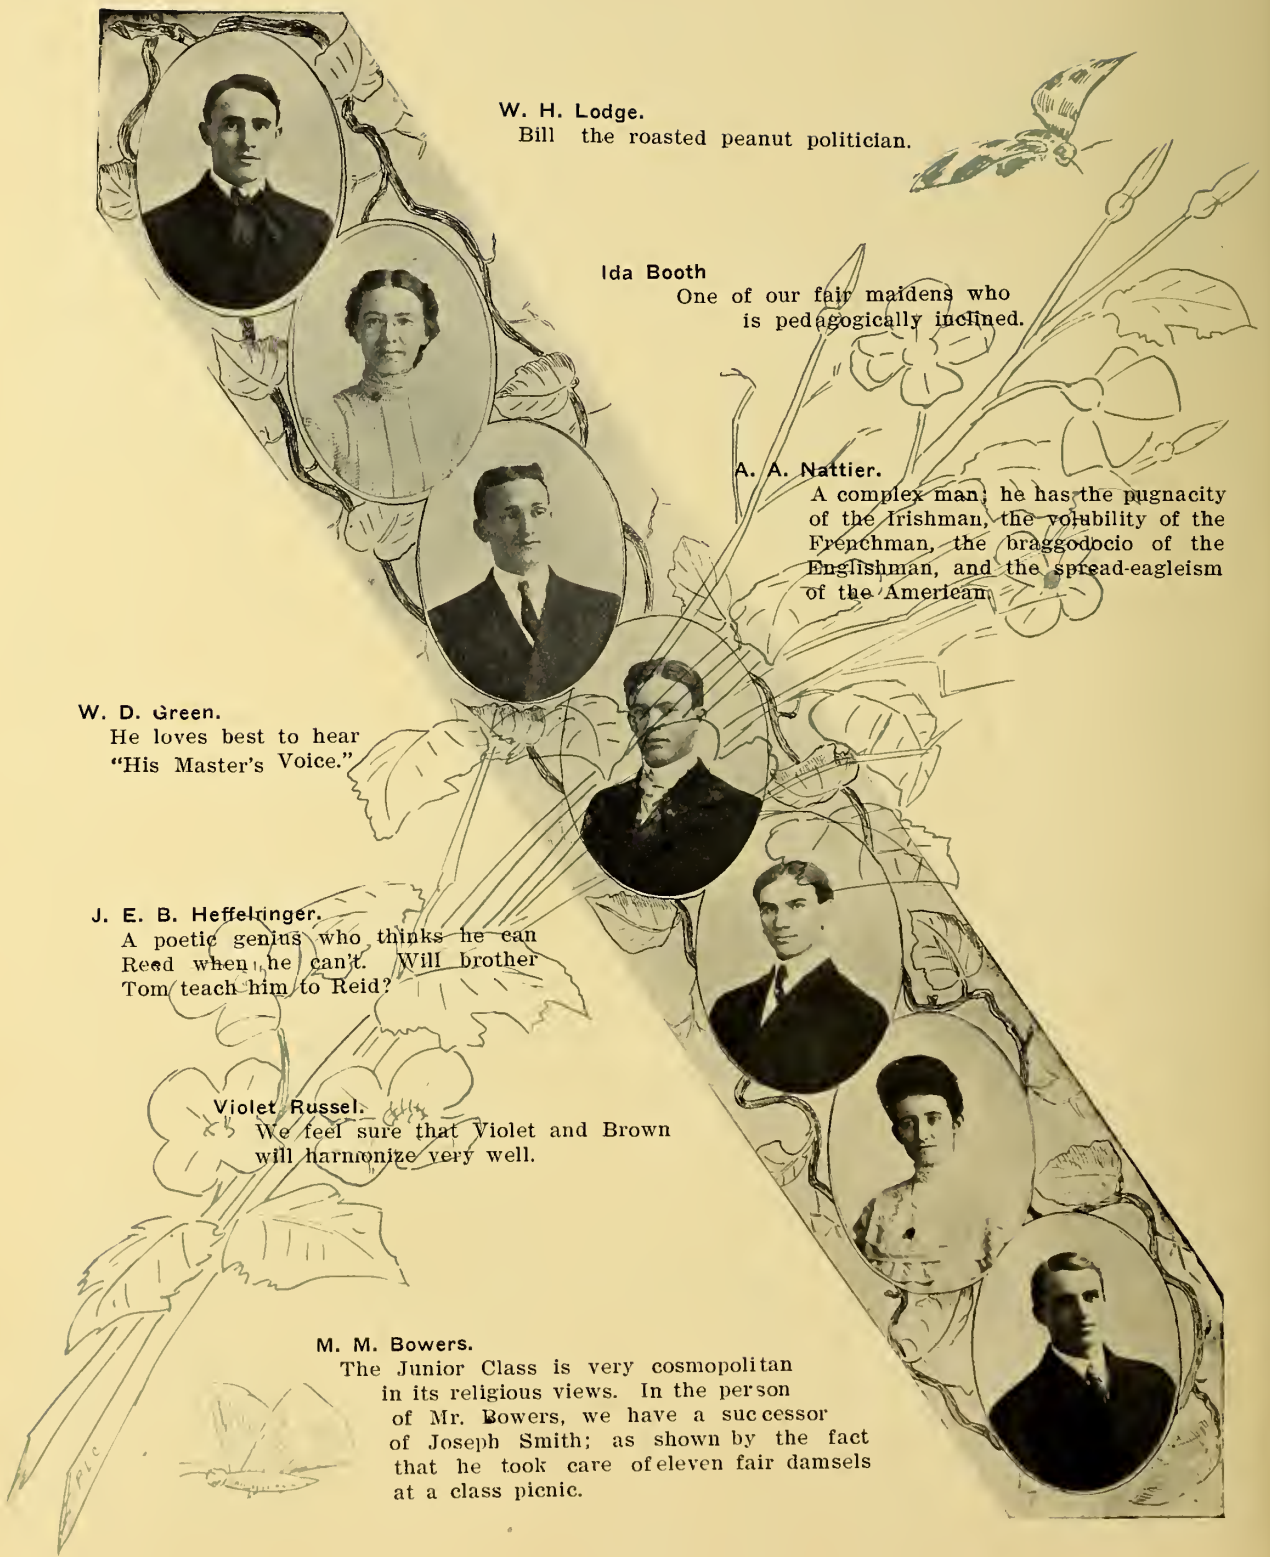 W. H. Lodge.
Bill the roasted peanut politician.
Ida Booth
One of our fair maidens who
is pedagogically inclined.
A. A. Nattier.
A complex man; he has the pugnacity
of the Irishman, the volubility of the
Frenchman, the braggodocio of the
Englishman, and the spread-eagleism
of the American.
W. D. Green.
He loves best to hear
“His Master's Voice.”
J. E. B. Heffelringer.
A poetic genius who thinks he can
Reed when he can't. Will brother
Tom teach him to Reid?
Violet Russel.
We feel sure that Violet and Brown
will harmonize very well.
M. M. Bowers.
The Junior Class is very cosmopolitan
in its religious views. In the person
of Mr. Bowers, we have a successor
of Joseph Smith; as shown by the fact
that he took care of eleven fair damsels
at a class picnic.
PLC